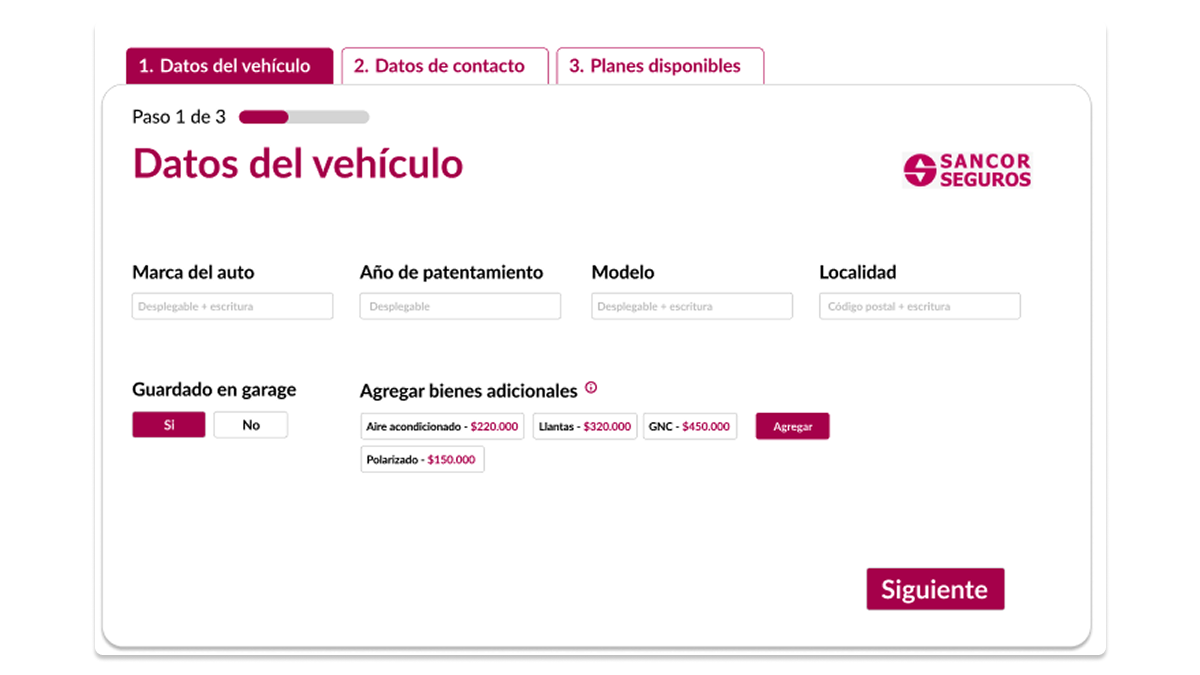 1. Datos del vehículo
2. Datos de contacto
3. Planes disponibles
Paso 1 de 3
Datos del vehículo
SANCOR
SEGUROS
Marca del auto
Año de patentamiento
Modelo
Localidad
Desplegable + escritura
Desplegable
Desplegable + escritura
Código postal + escritura
Guardado en garage
Agregar bienes adicionales
Si
No
Aire acondicionado - $220.000
Llantas - $320.000
GNC - $450.000
Agregar
Polarizado - $150.000
Siguiente